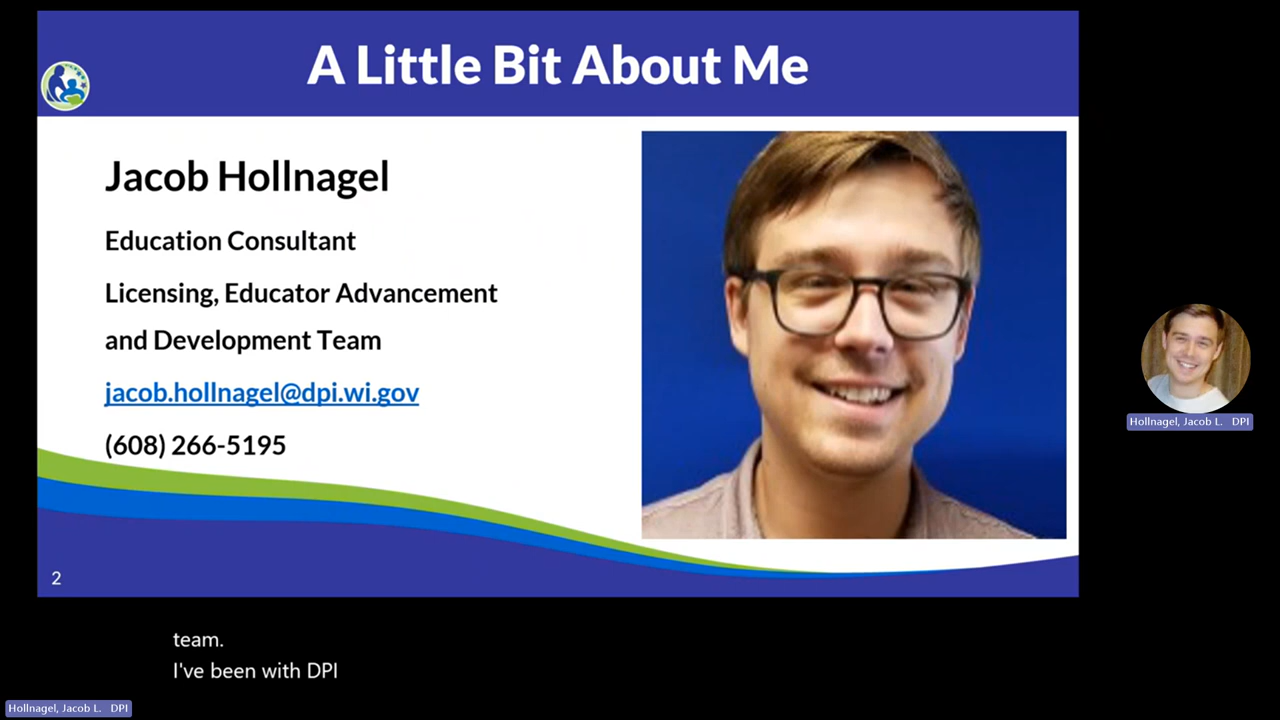 A Little Bit About Me
Jacob Hollnagel
Education Consultant
Licensing, Educator Advancement
and Development Team
jacob.hollnagel@dpi.wi.gov
(608) 266-5195
2
Hollnagel, Jacob L. DPI
team.
I've been with DPI
Hollnagel, Jacob L. DPI